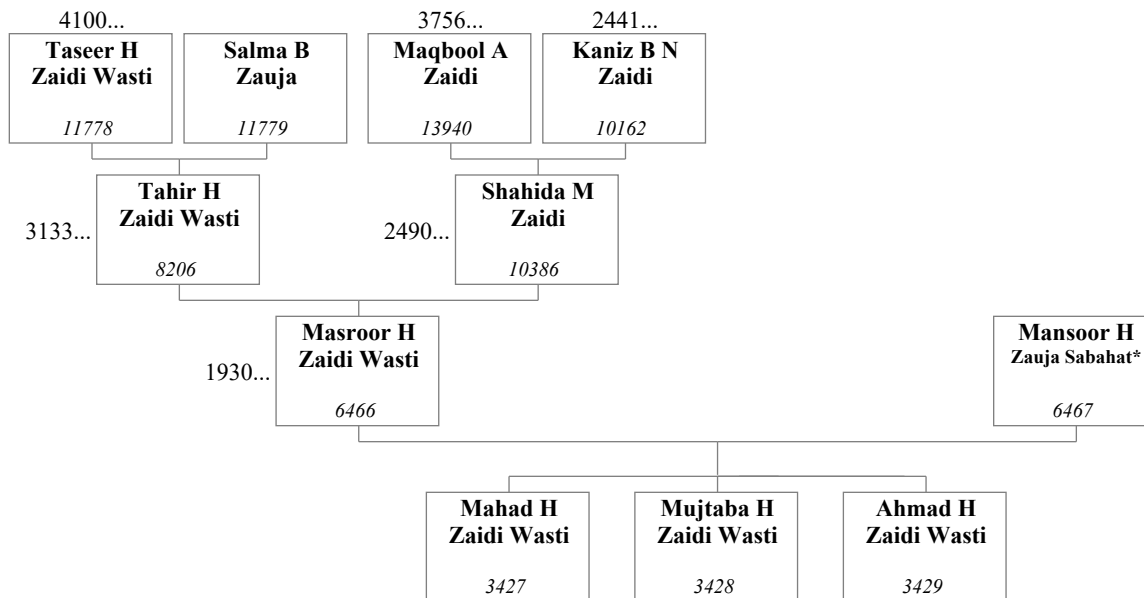 4100...
3756...
2441...
Taseer H
Zaidi Wasti
11778
Salma B
Zauja
11779
Maqbool A
Zaidi
13940
Kaniz B N
Zaidi
10162
3133...
Tahir H
Zaidi Wasti
8206
2490...
Shahida M
Zaidi
10386
1930...
Masroor H
Zaidi Wasti
6466
Mansoor H
Zauja Sabahat*
6467
Mahad H
Zaidi Wasti
3427
Mujtaba H
Zaidi Wasti
3428
Ahmad H
Zaidi Wasti
3429